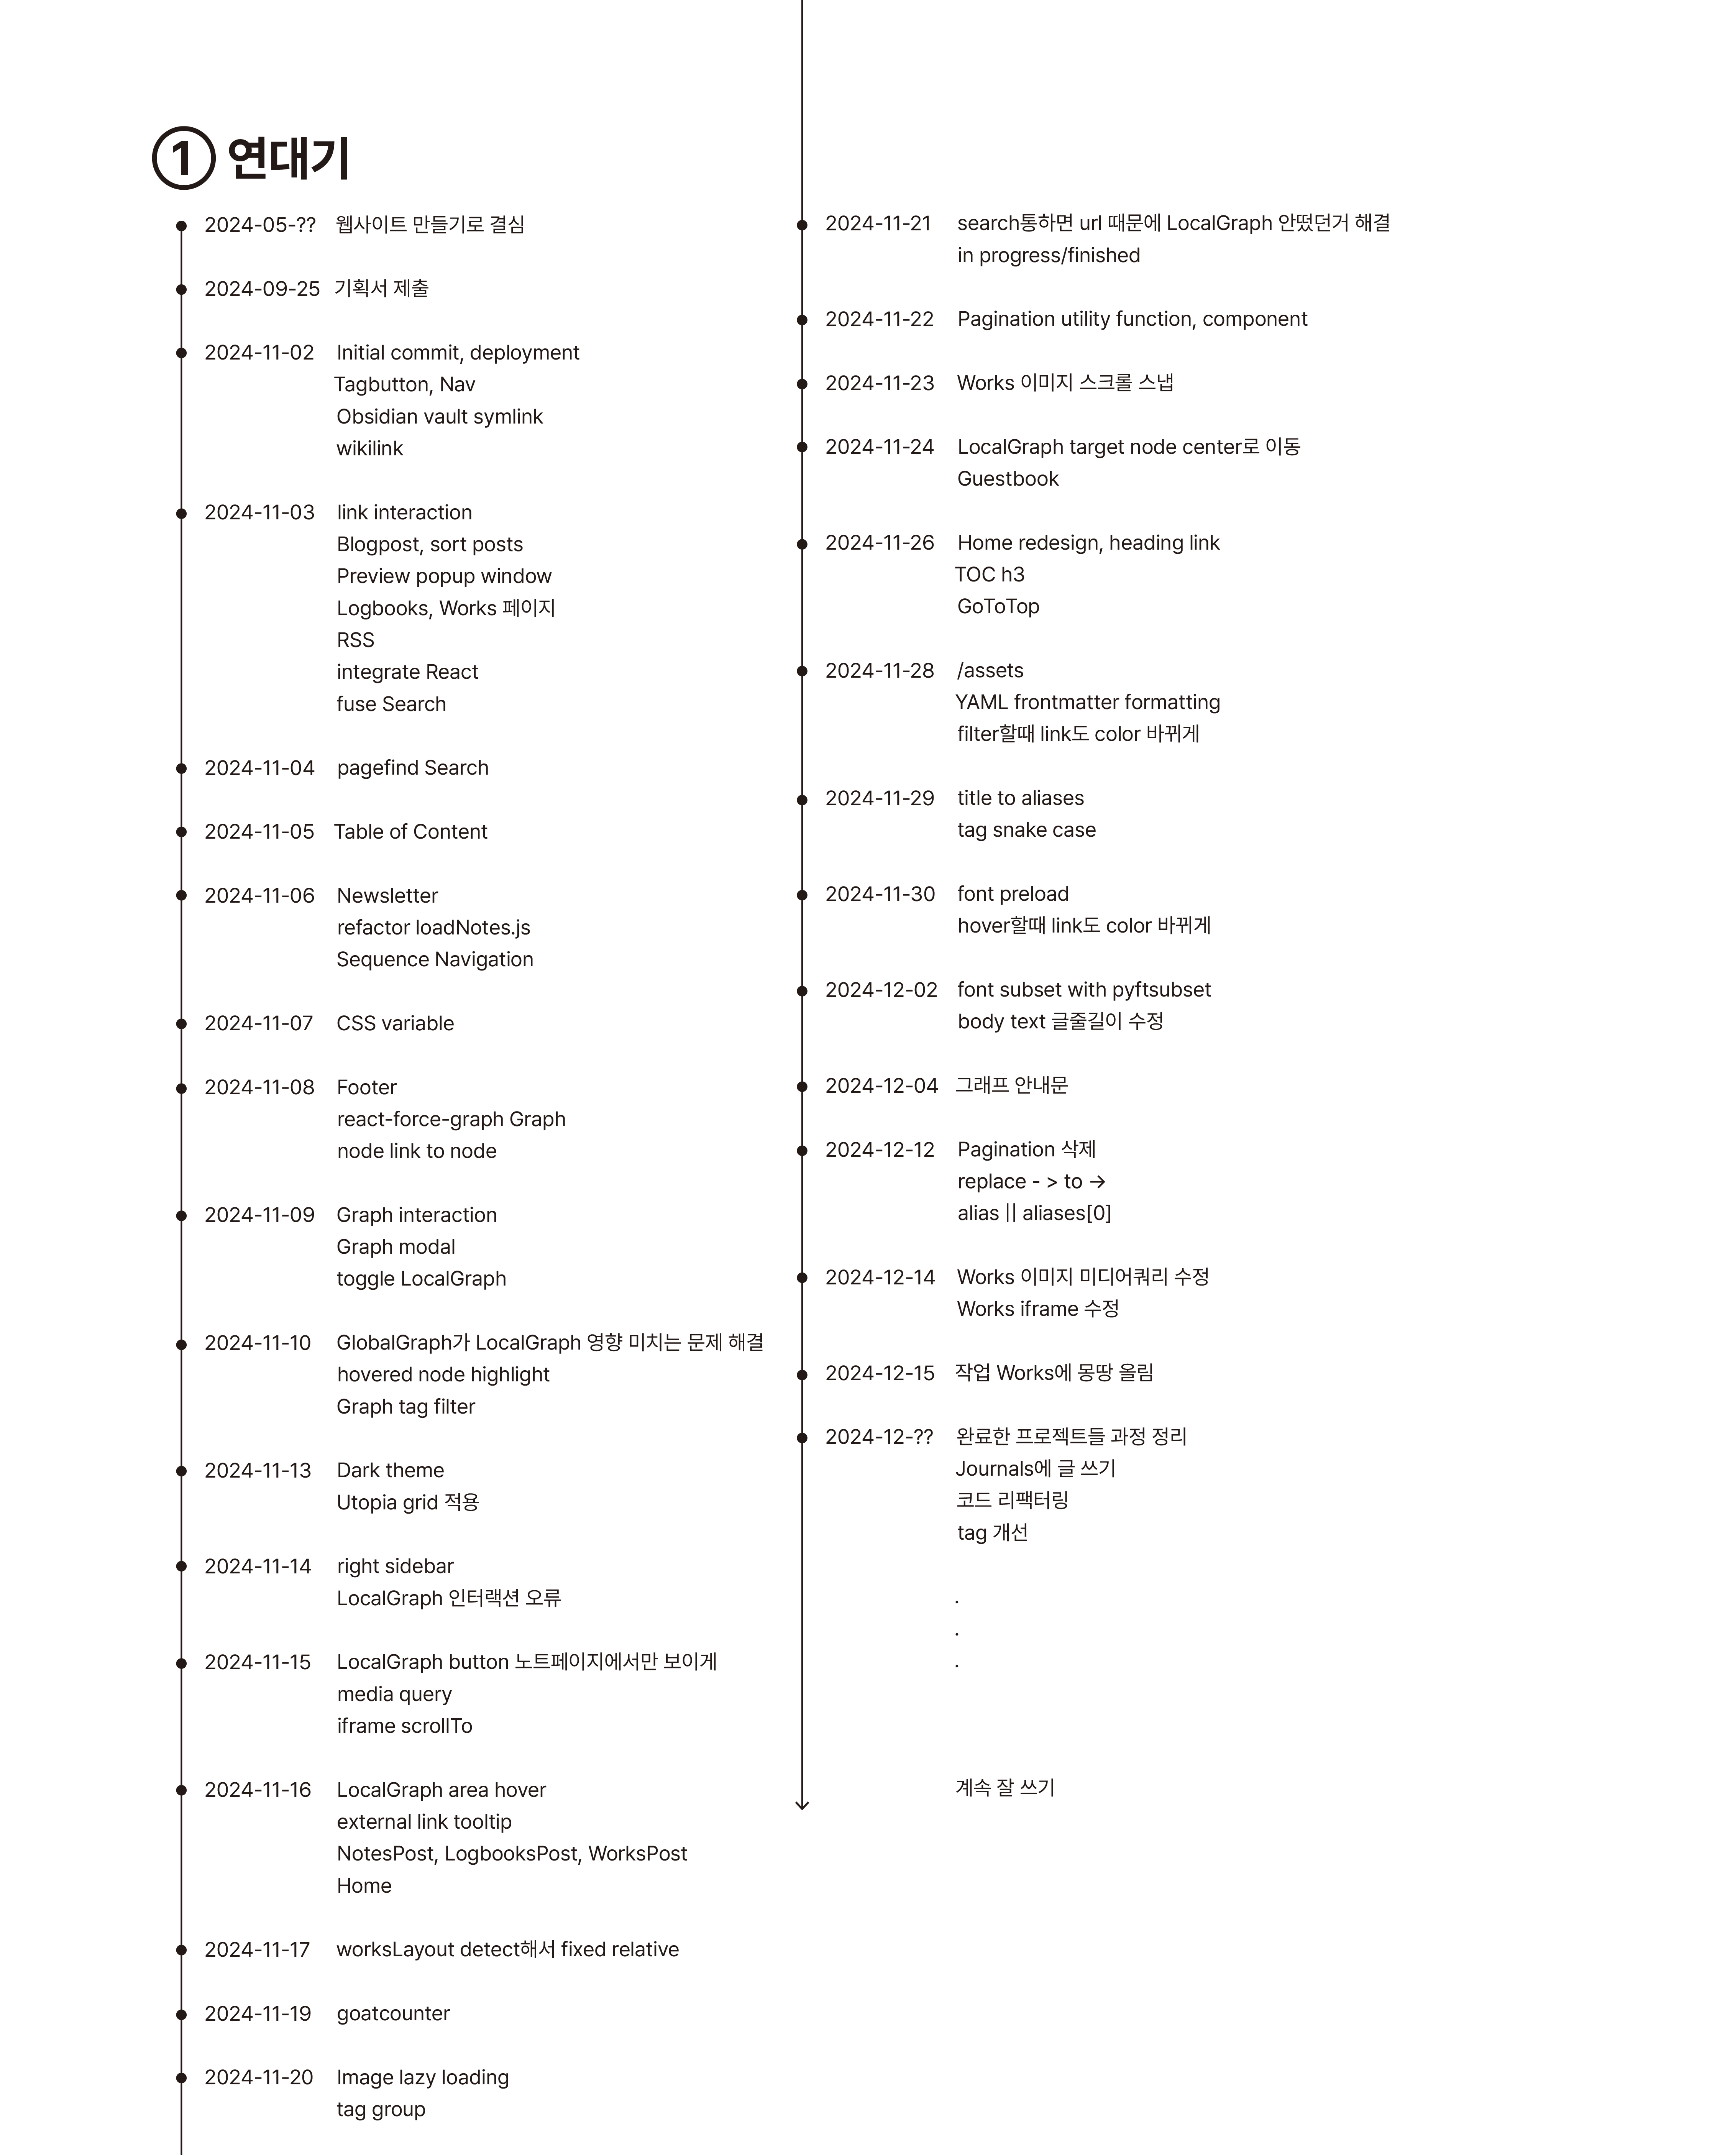 ① 연대기
2024-05-?? 웹사이트 만들기로 결심
2024-09-25 기획서 제출
2024-11-02 Initial commit, deployment
Tagbutton, Nav
Obsidian vault symlink
wikilink
2024-11-03 link interaction
Blogpost, sort posts
Preview popup window
Logbooks, Works 페이지
RSS
integrate React
fuse Search
2024-11-04 pagefind Search
2024-11-05 Table of Content
2024-11-06 Newsletter
refactor loadNotes.js
Sequence Navigation
2024-11-07 CSS variable
2024-11-08 Footer
react-force-graph Graph
node link to node
2024-11-09 Graph interaction
Graph modal
toggle LocalGraph
2024-11-10 GlobalGraph가 LocalGraph 영향 미치는 문제 해결
hovered node highlight
Graph tag filter
2024-11-13 Dark theme
Utopia grid 적용
2024-11-14 right sidebar
LocalGraph 인터랙션 오류
2024-11-15 LocalGraph button 노트페이지에서만 보이게
media query
iframe scrollTo
2024-11-16 LocalGraph area hover
external link tooltip
NotesPost, LogbooksPost, WorksPost
Home
2024-11-17 worksLayout detect해서 fixed relative
2024-11-19 goatcounter
2024-11-20 Image lazy loading
tag group
2024-11-21 search통하면 url 때문에 LocalGraph 안떴던거 해결
in progress/finished
2024-11-22 Pagination utility function, component
2024-11-23 Works 이미지 스크롤 스냅
2024-11-24 LocalGraph target node center로 이동
Guestbook
2024-11-26 Home redesign, heading link
TOC h3
GoToTop
2024-11-28 /assets
YAML frontmatter formatting
filter할때 link도 color 바뀌게
2024-11-29 title to aliases
tag snake case
2024-11-30 font preload
hover할때 link도 color 바뀌게
2024-12-02 font subset with pyftsubset
body text 글줄길이 수정
2024-12-04 그래프 안내문
2024-12-12 Pagination 삭제
replace - > to →
alias || aliases[0]
2024-12-14 Works 이미지 미디어쿼리 수정
Works iframe 수정
2024-12-15 작업 Works에 몽땅 올림
2024-12-?? 완료한 프로젝트들 과정 정리
Journals에 글 쓰기
코드 리팩터링
tag 개선
.
.
.
계속 잘 쓰기